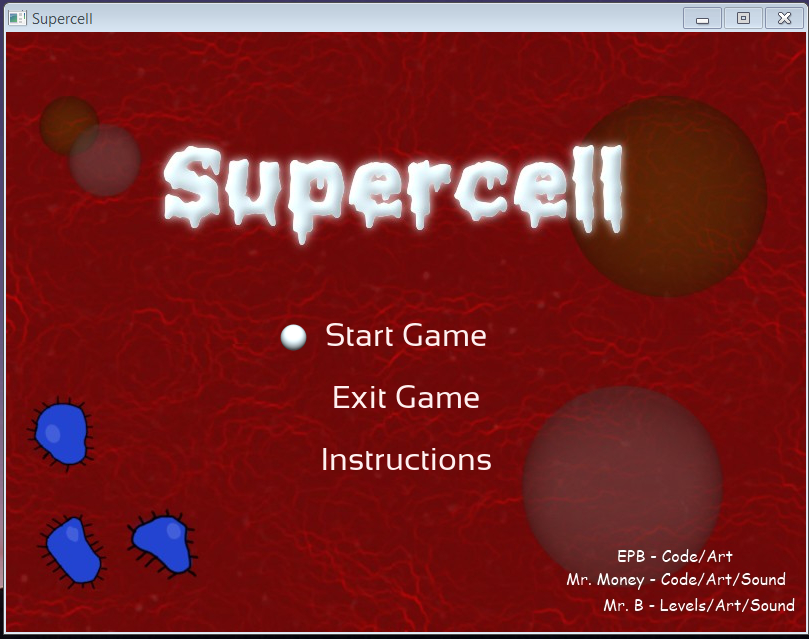 Supercell
Supercell
Start Game
Exit Game
Instructions
EPB - Code/Art
Mr. Money - Code/Art/Sound
Mr. B - Levels/Art/Sound